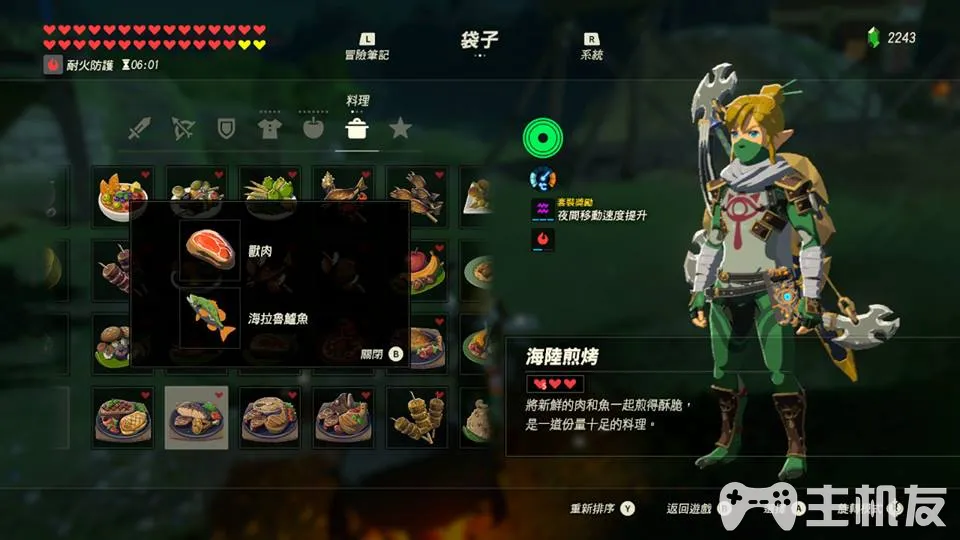 L
冒險筆記
袋子
R
系統
2243
耐火防護 06:01
料理
套裝獎勵
夜間移動速度提升
獸肉
海拉魯鱸魚
關閉 B
海陸煎烤
將新鮮的肉和魚一起煎得酥脆，
是一道份量十足的料理。
重新排序 Y
返回遊戲
主机友